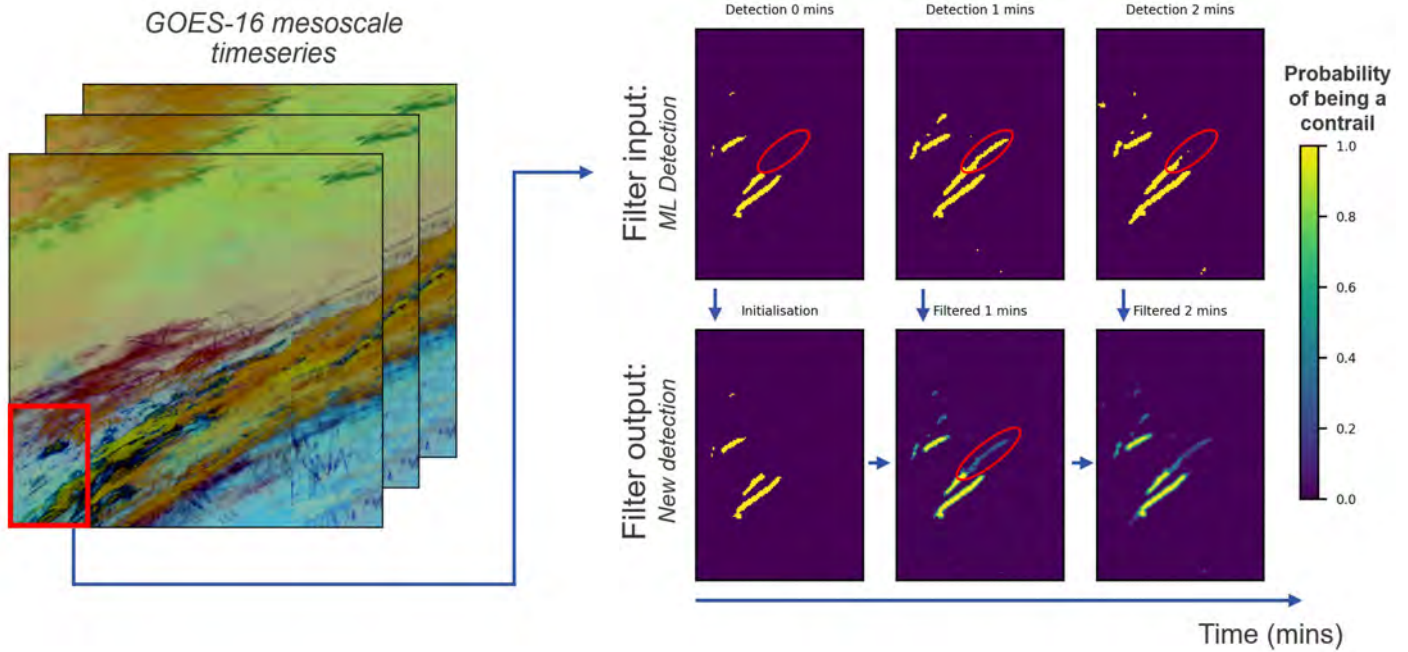 GOES-16 mesoscale
timeseries
Filter input:
ML Detection
Detection 0 mins
Detection 1 mins
Detection 2 mins
Probability
of being a
contrail
1.0
0.8
0.6
0.4
0.2
0.0
Filter output:
New detection
Initialisation
Filtered 1 mins
Filtered 2 mins
Time (mins)